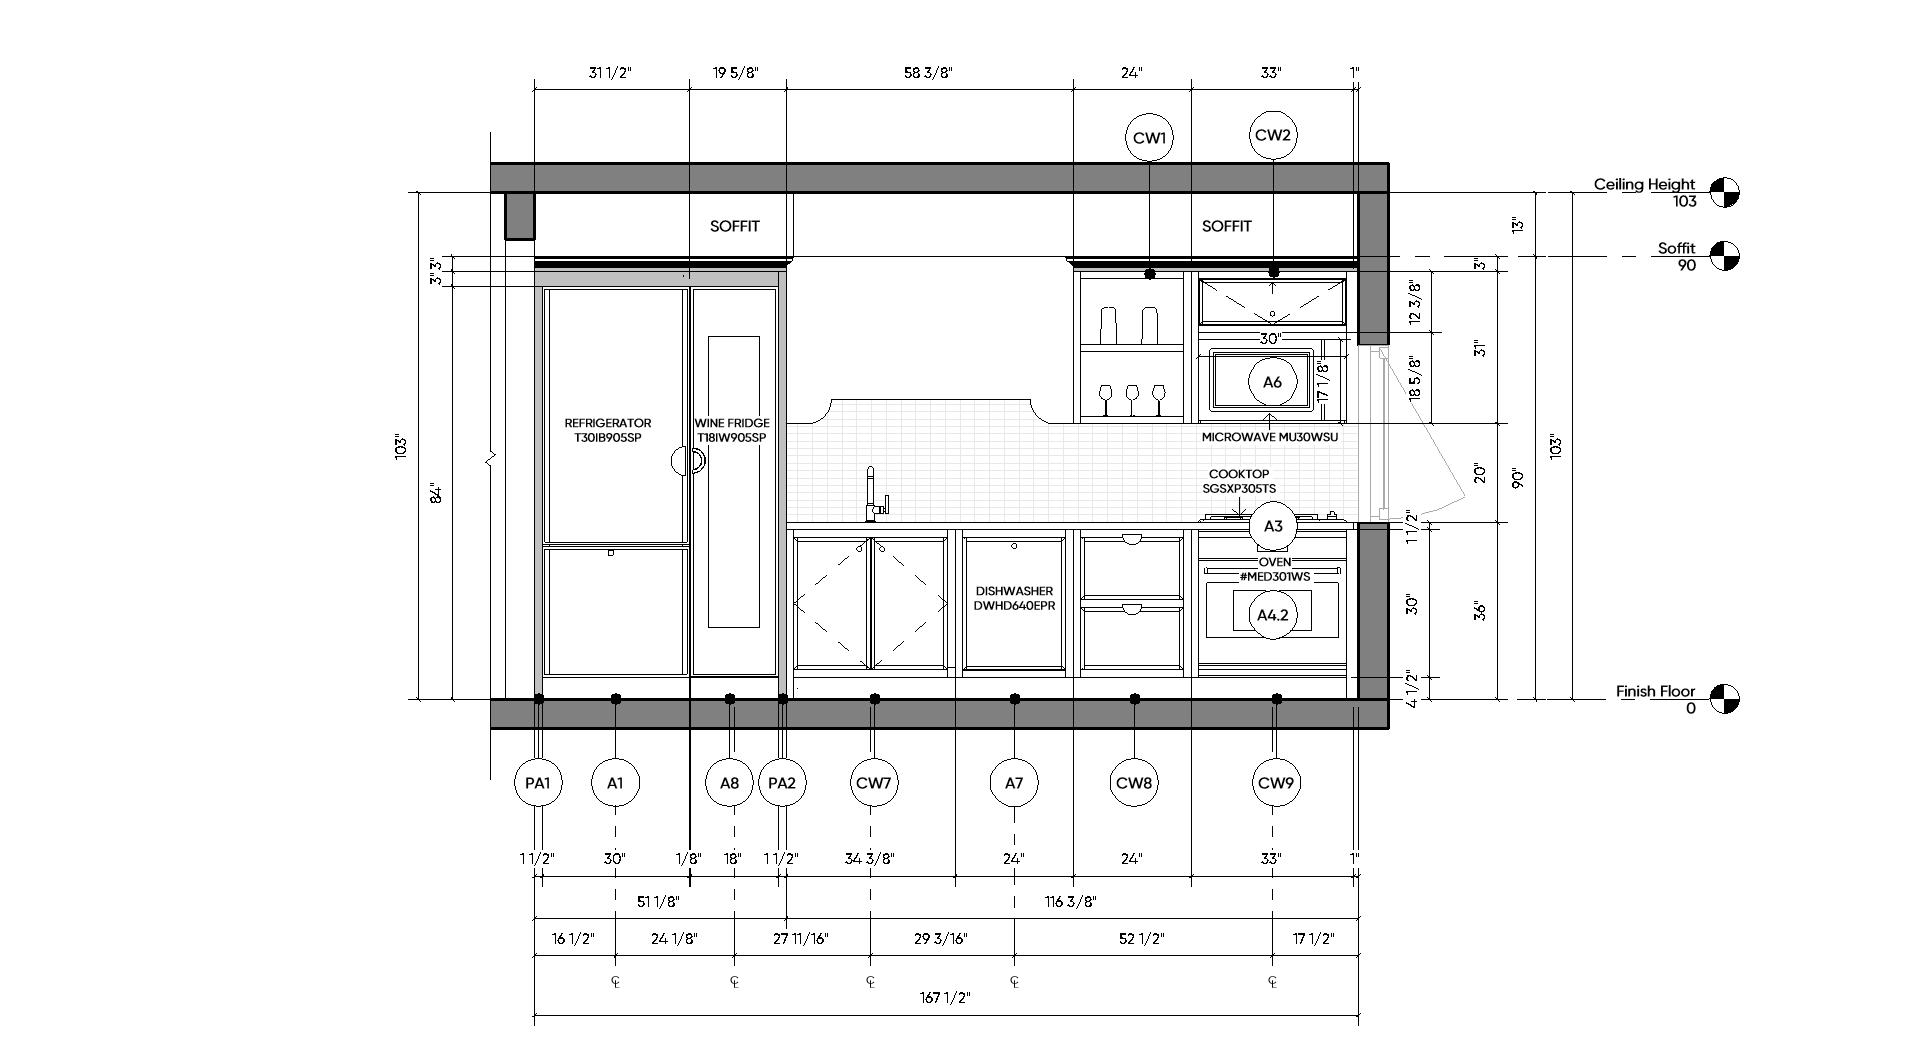 31 1/2" 19 5/8" 58 3/8" 24" 33" 1"
CW1 CW2
Ceiling Height
103
SOFFIT SOFFIT
13"
Soffit
90
3" 3" 3"
12 3/8"
30"
31"
A6
17 1/8"
18 5/8"
REFRIGERATOR
T30IB905SP
WINE FRIDGE
T18IW905SP
MICROWAVE MU30WSU
103" 103"
84"
COOKTOP
SGSXP305TS
20" 90"
A3
1 1/2"
OVEN
#MED301WS
DISHWASHER
DWHD640EPR
30" 36"
A4.2
4 1/2"
Finish Floor
0
PA1 A1 A8 PA2 CW7 A7 CW8 CW9
1 1/2" 30" 1/8" 18" 1 1/2" 34 3/8" 24" 24" 33" 1"
51 1/8" 116 3/8"
16 1/2" 24 1/8" 27 11/16" 29 3/16" 52 1/2" 17 1/2"
℄ ℄ ℄ ℄ ℄
167 1/2"